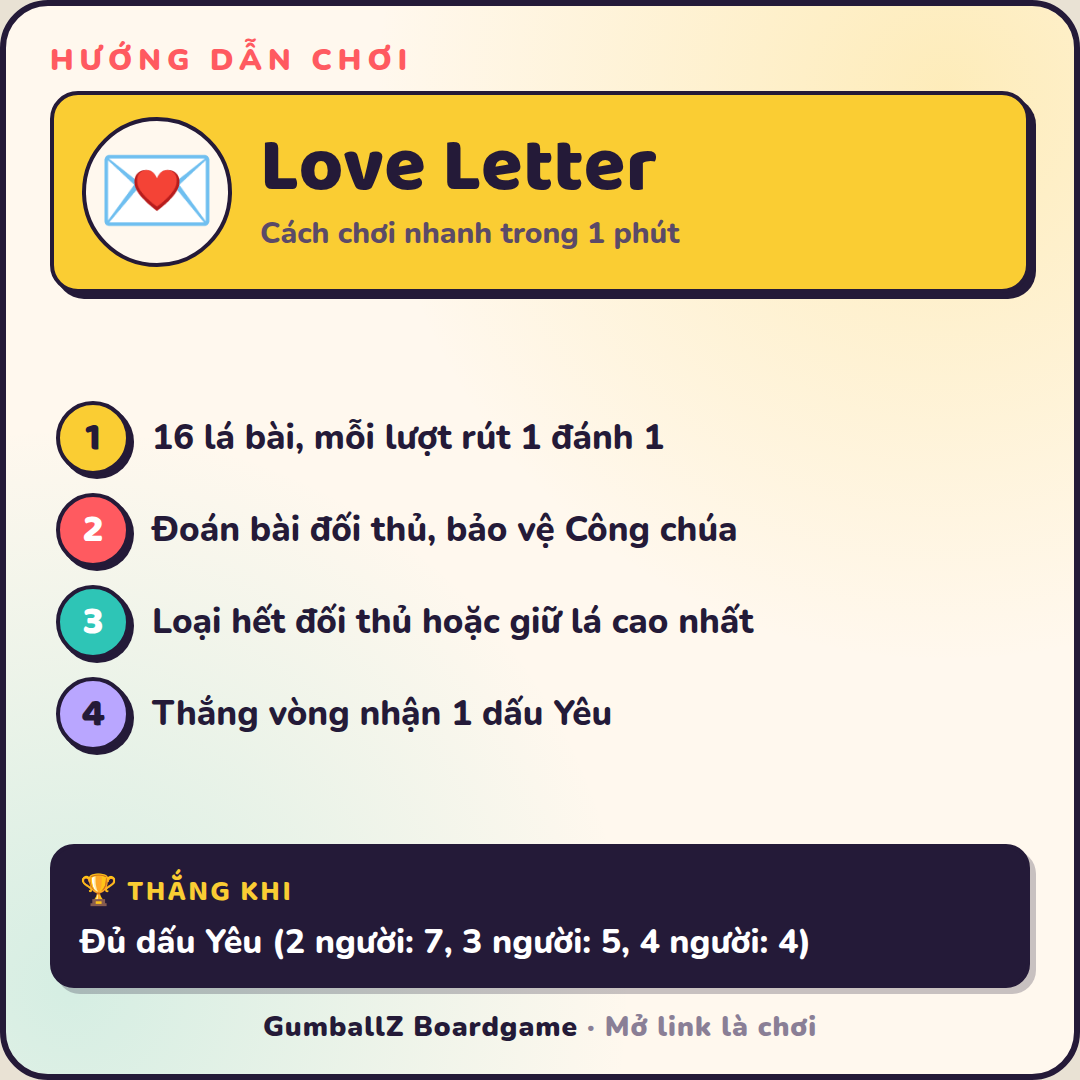 HƯỚNG DẪN CHƠI
Love Letter
Cách chơi nhanh trong 1 phút
1 16 lá bài, mỗi lượt rút 1 đánh 1
2 Đoán bài đối thủ, bảo vệ Công chúa
3 Loại hết đối thủ hoặc giữ lá cao nhất
4 Thắng vòng nhận 1 dấu Yêu
🏆 THẮNG KHI
Đủ dấu Yêu (2 người: 7, 3 người: 5, 4 người: 4)
GumballZ Boardgame · Mở link là chơi